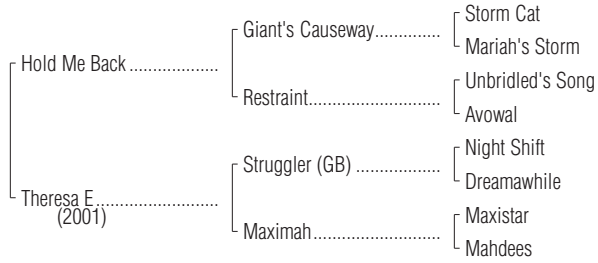 Storm Cat
Giant's Causeway..............
Mariah's Storm
Hold Me Back ...................
Unbridled's Song
Restraint............................
Avowal
Night Shift
Struggler (GB) ..................
Dreamawhile
Theresa E..........................
(2001)
Maxistar
Maximah...........................
Mahdees